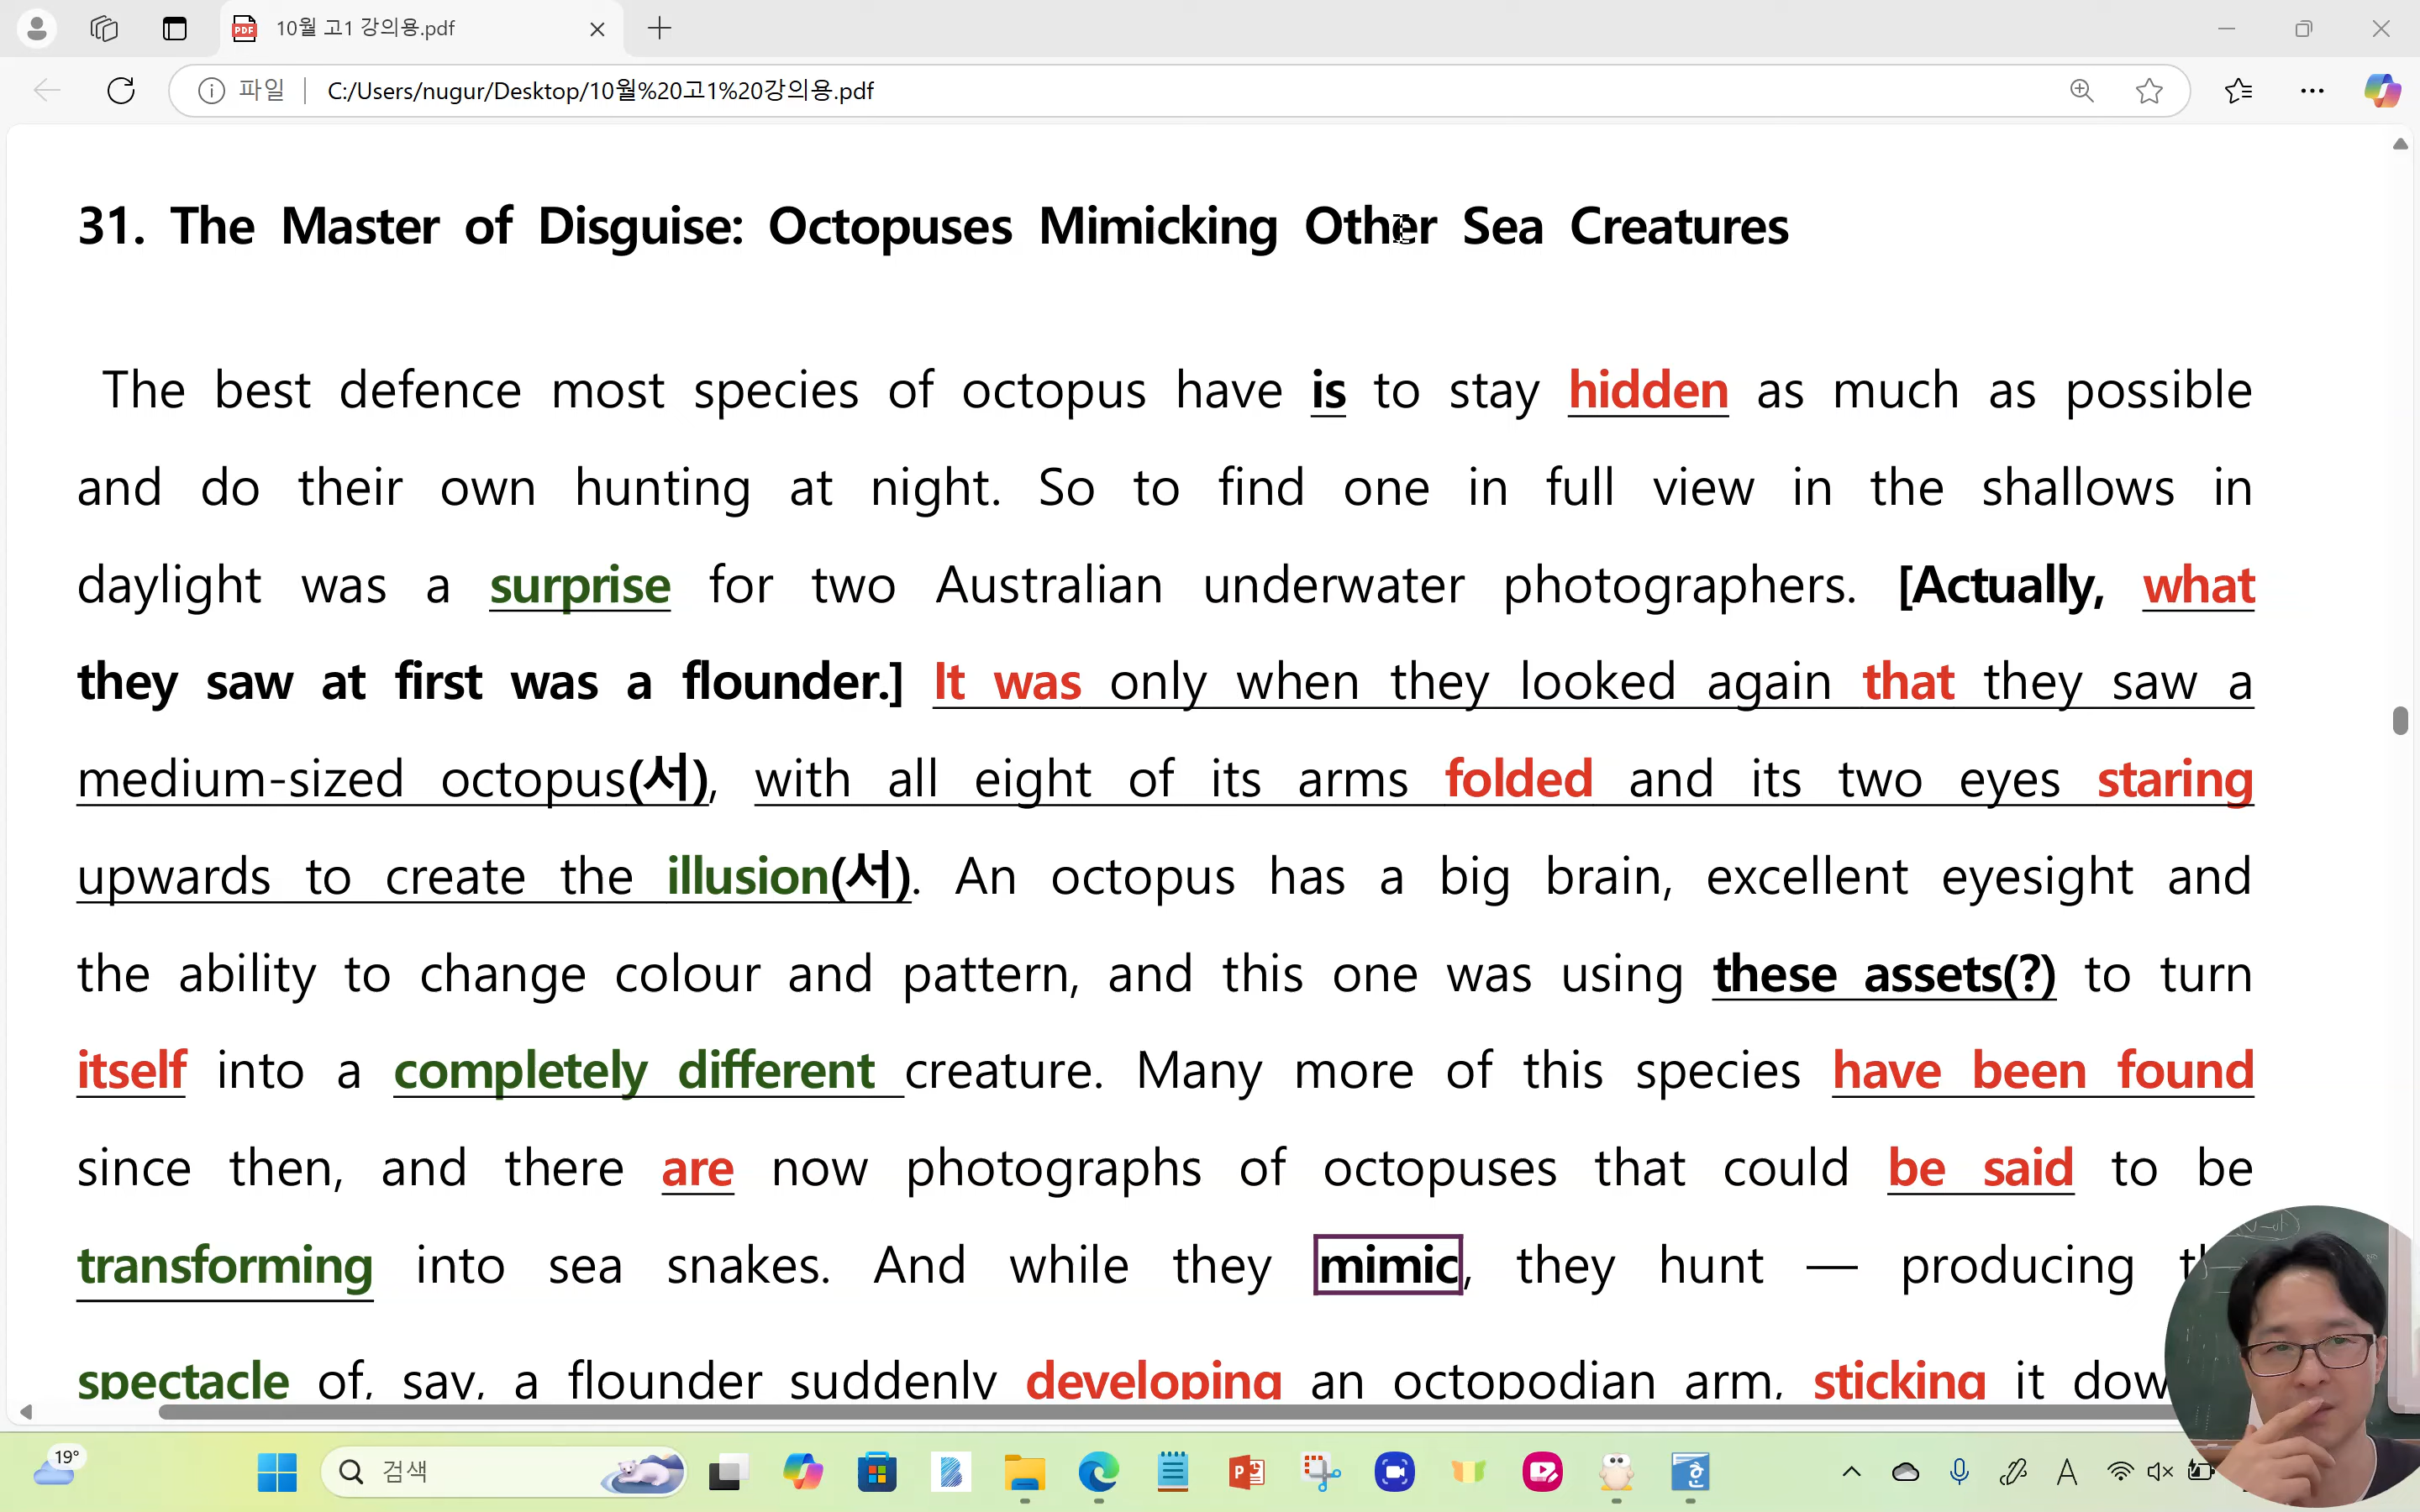 10월 고1 강의용.pdf
파일
C:/Users/nugur/Desktop/10월%20고1%20강의용.pdf
31. The Master of Disguise: Octopuses Mimicking Other Sea Creatures
The best defence most species of octopus have is to stay hidden as much as possible
and do their own hunting at night. So to find one in full view in the shallows in
daylight was a surprise for two Australian underwater photographers. [Actually, what
they saw at first was a flounder.] It was only when they looked again that they saw a
medium-sized octopus(서), with all eight of its arms folded and its two eyes staring
upwards to create the illusion(서). An octopus has a big brain, excellent eyesight and
the ability to change colour and pattern, and this one was using these assets(?) to turn
itself into a completely different creature. Many more of this species have been found
since then, and there are now photographs of octopuses that could be said to be
transforming into sea snakes. And while they mimic, they hunt — producing
spectacle of, say, a flounder suddenly developing an octopodian arm, sticking it
19°
검색